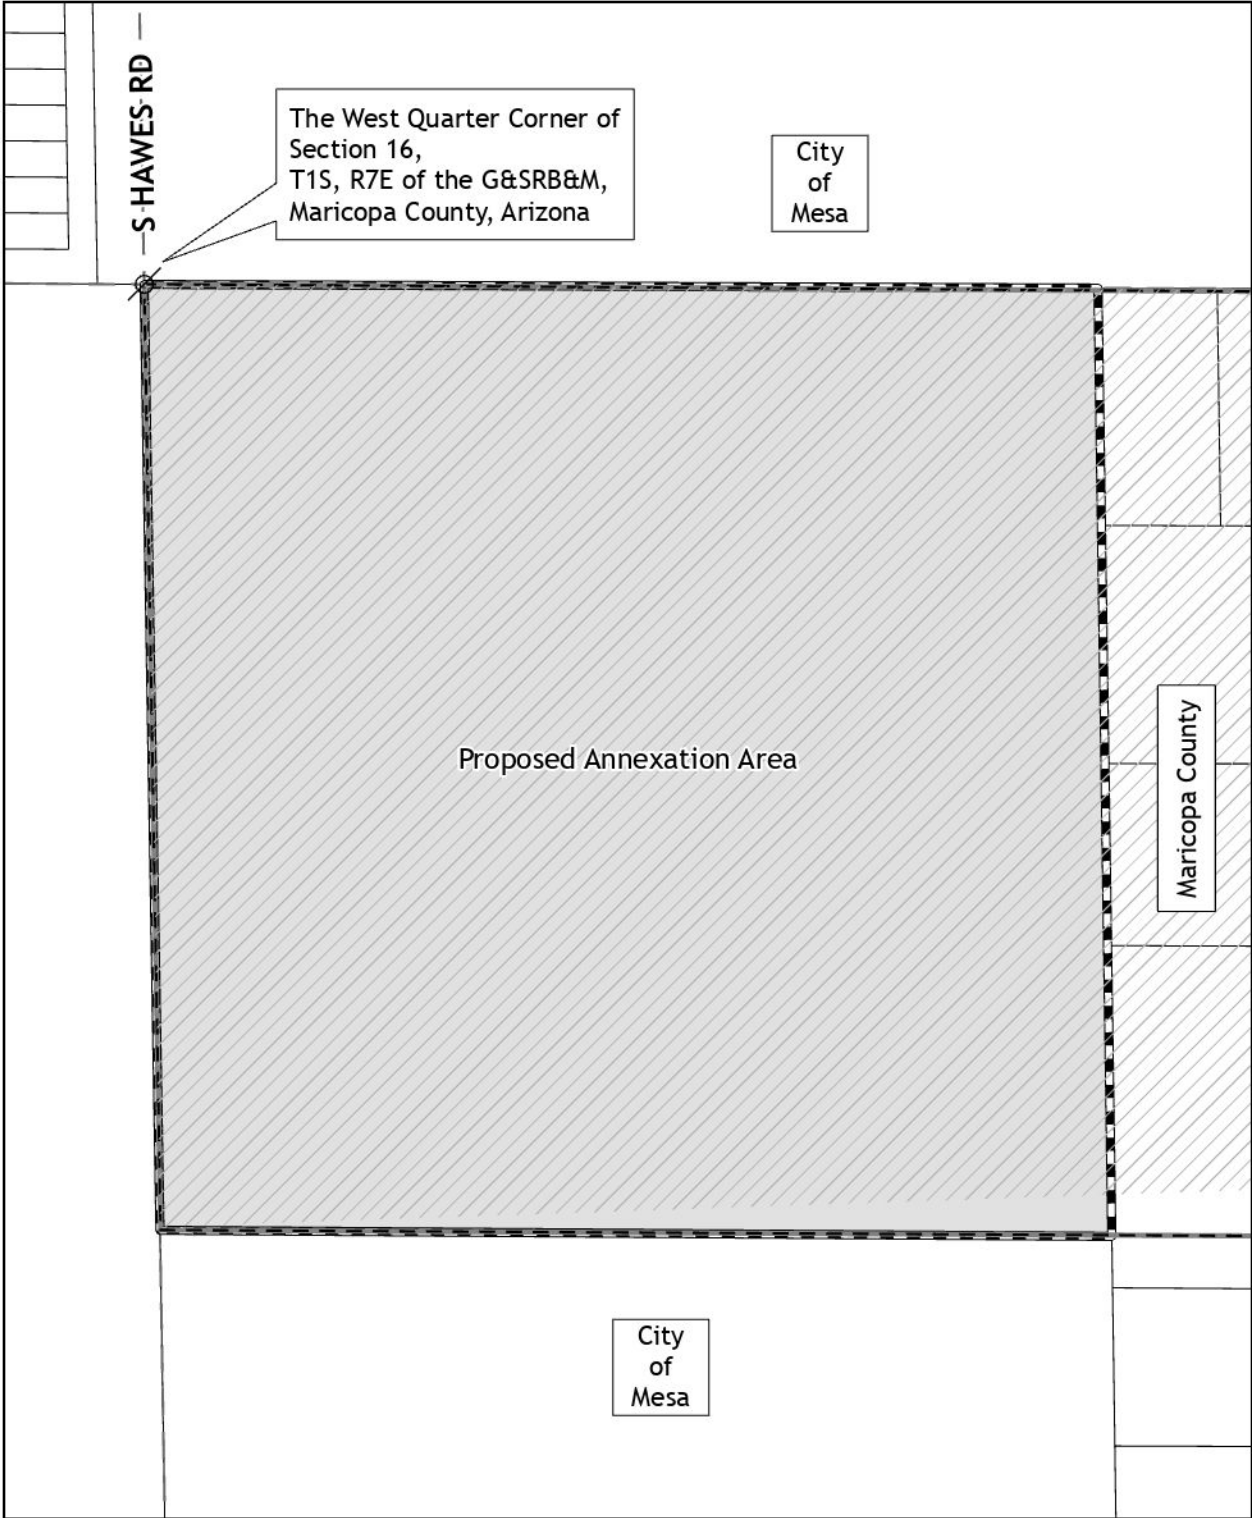 S HAWES RD
The West Quarter Corner of
Section 16,
T1S, R7E of the G&SRB&M,
Maricopa County, Arizona
City
of
Mesa
Proposed Annexation Area
Maricopa County
City
of
Mesa